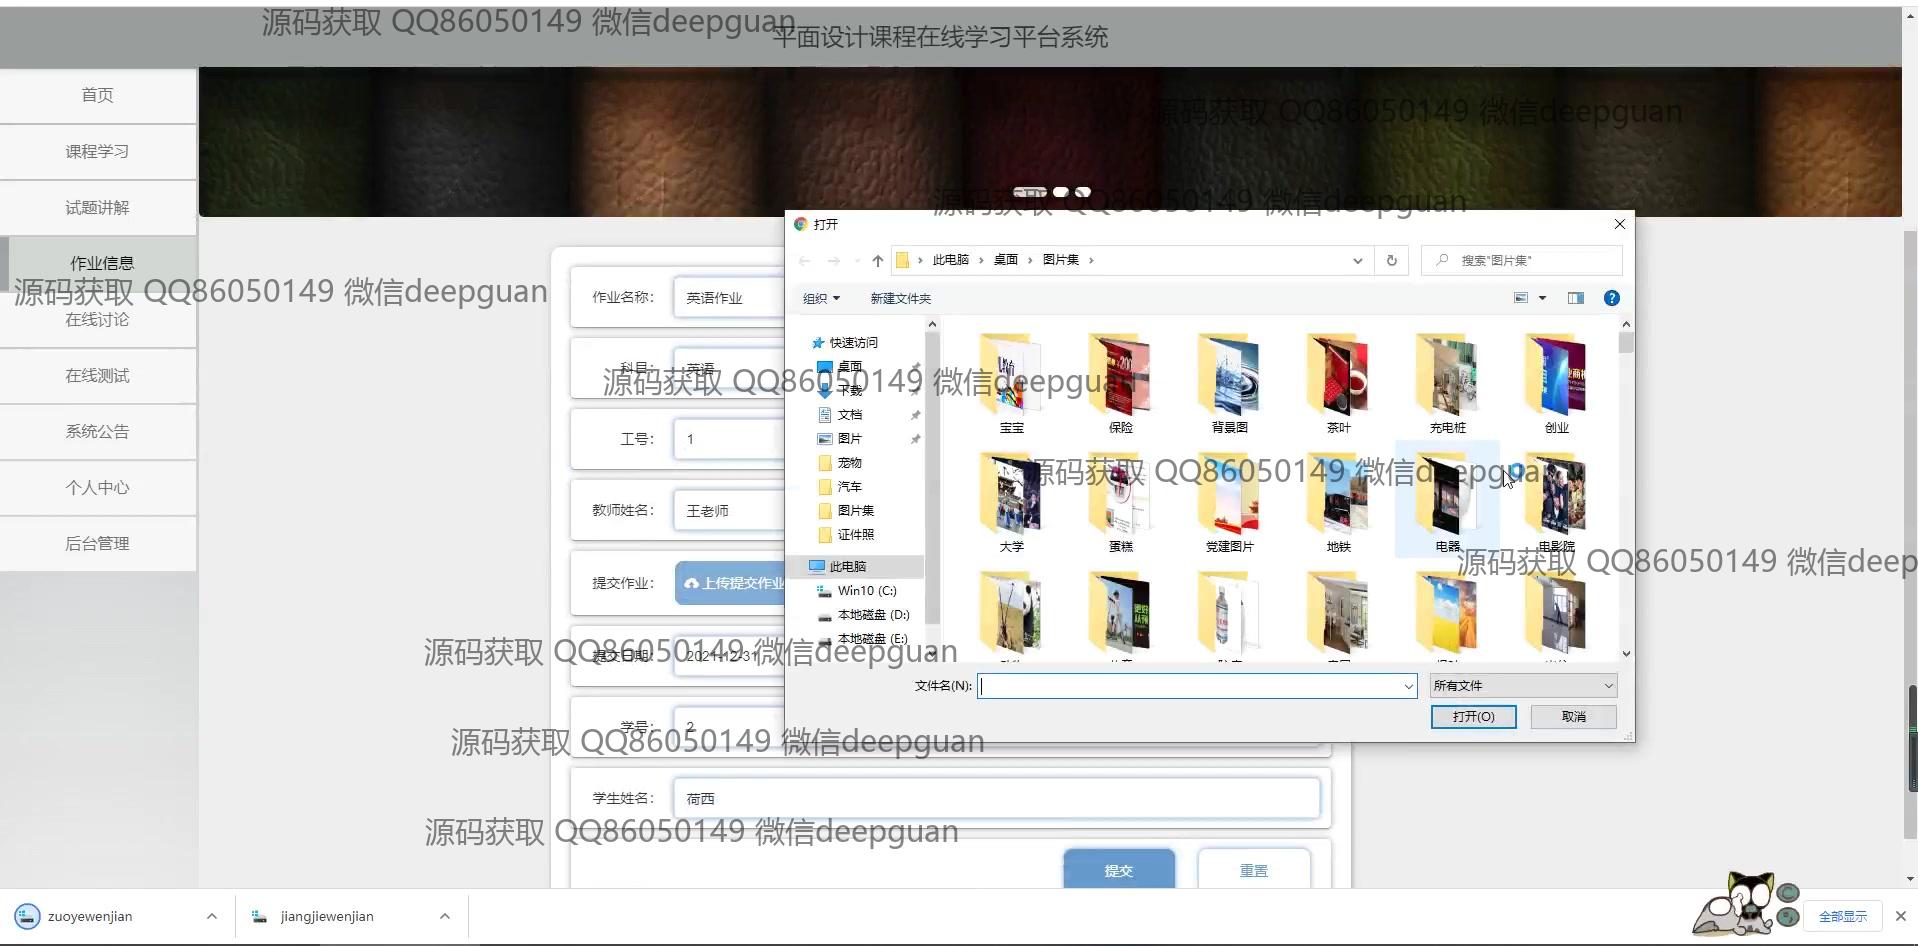 平面设计课程在线学习平台系统
源码获取 QQ86050149 微信deepguan
首页
课程学习
试题讲解
作业信息
在线讨论
在线测试
系统公告
个人中心
后台管理
源码获取 QQ86050149 微信deepguan
源码获取 QQ86050149 微信deepguan
源码获取 QQ86050149 微信deepguan
作业名称： 英语作业
科目： 英语
工号： 1
教师姓名： 王老师
提交作业： 上传提交作业
提交日期： 2021-12-31
学号： 2
学生姓名： 荷西
提交 重置
源码获取 QQ86050149 微信deepguan
源码获取 QQ86050149 微信deepguan
源码获取 QQ86050149 微信deepguan
源码获取 QQ86050149 微信deepguan
源码获取 QQ86050149 微信deepguan
源码获取 QQ86050149 微信deep
打开
此电脑 › 桌面 › 图片集 ›
搜索"图片集"
组织 新建文件夹
快速访问
桌面
下载
文档
图片
宠物
汽车
图片集
证件照
此电脑
Win10 (C:)
本地磁盘 (D:)
本地磁盘 (E:)
宝宝 保险 背景图 茶叶 充电桩 创业
大学 蛋糕 党建图片 地铁 电器 电影院
文件名(N): 所有文件
打开(O) 取消
zuoyewenjian jiangjiewenjian 全部显示